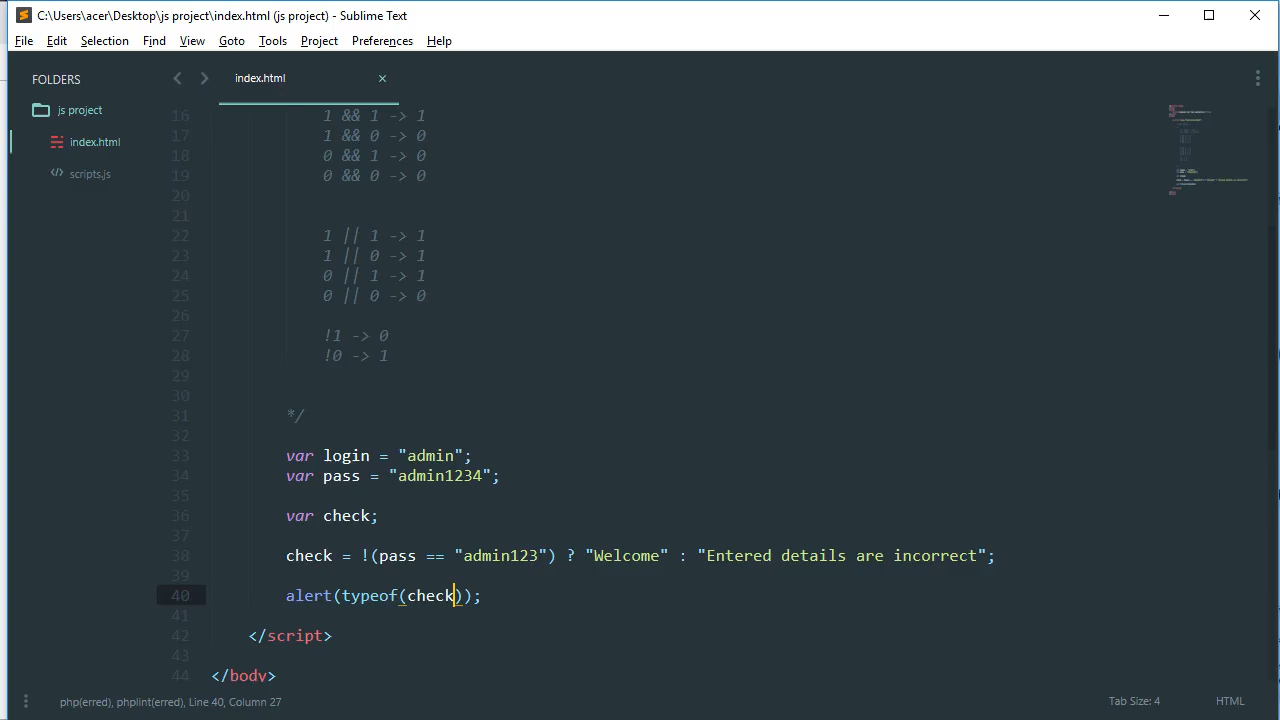 C:\Users\acer\Desktop\js project\index.html (js project) - Sublime Text
File Edit Selection Find View Goto Tools Project Preferences Help
FOLDERS
js project
index.html
scripts.js
index.html
16 1 && 1 -> 1
17 1 && 0 -> 0
18 0 && 1 -> 0
19 0 && 0 -> 0
20
21
22 1 || 1 -> 1
23 1 || 0 -> 1
24 0 || 1 -> 1
25 0 || 0 -> 0
26
27 !1 -> 0
28 !0 -> 1
29
30
31 */
32
33 var login = "admin";
34 var pass = "admin1234";
35
36 var check;
37
38 check = !(pass == "admin123") ? "Welcome" : "Entered details are incorrect";
39
40 alert(typeof(check));
41
42 </script>
43
44 </body>
php(erred), phplint(erred), Line 40, Column 27
Tab Size: 4
HTML